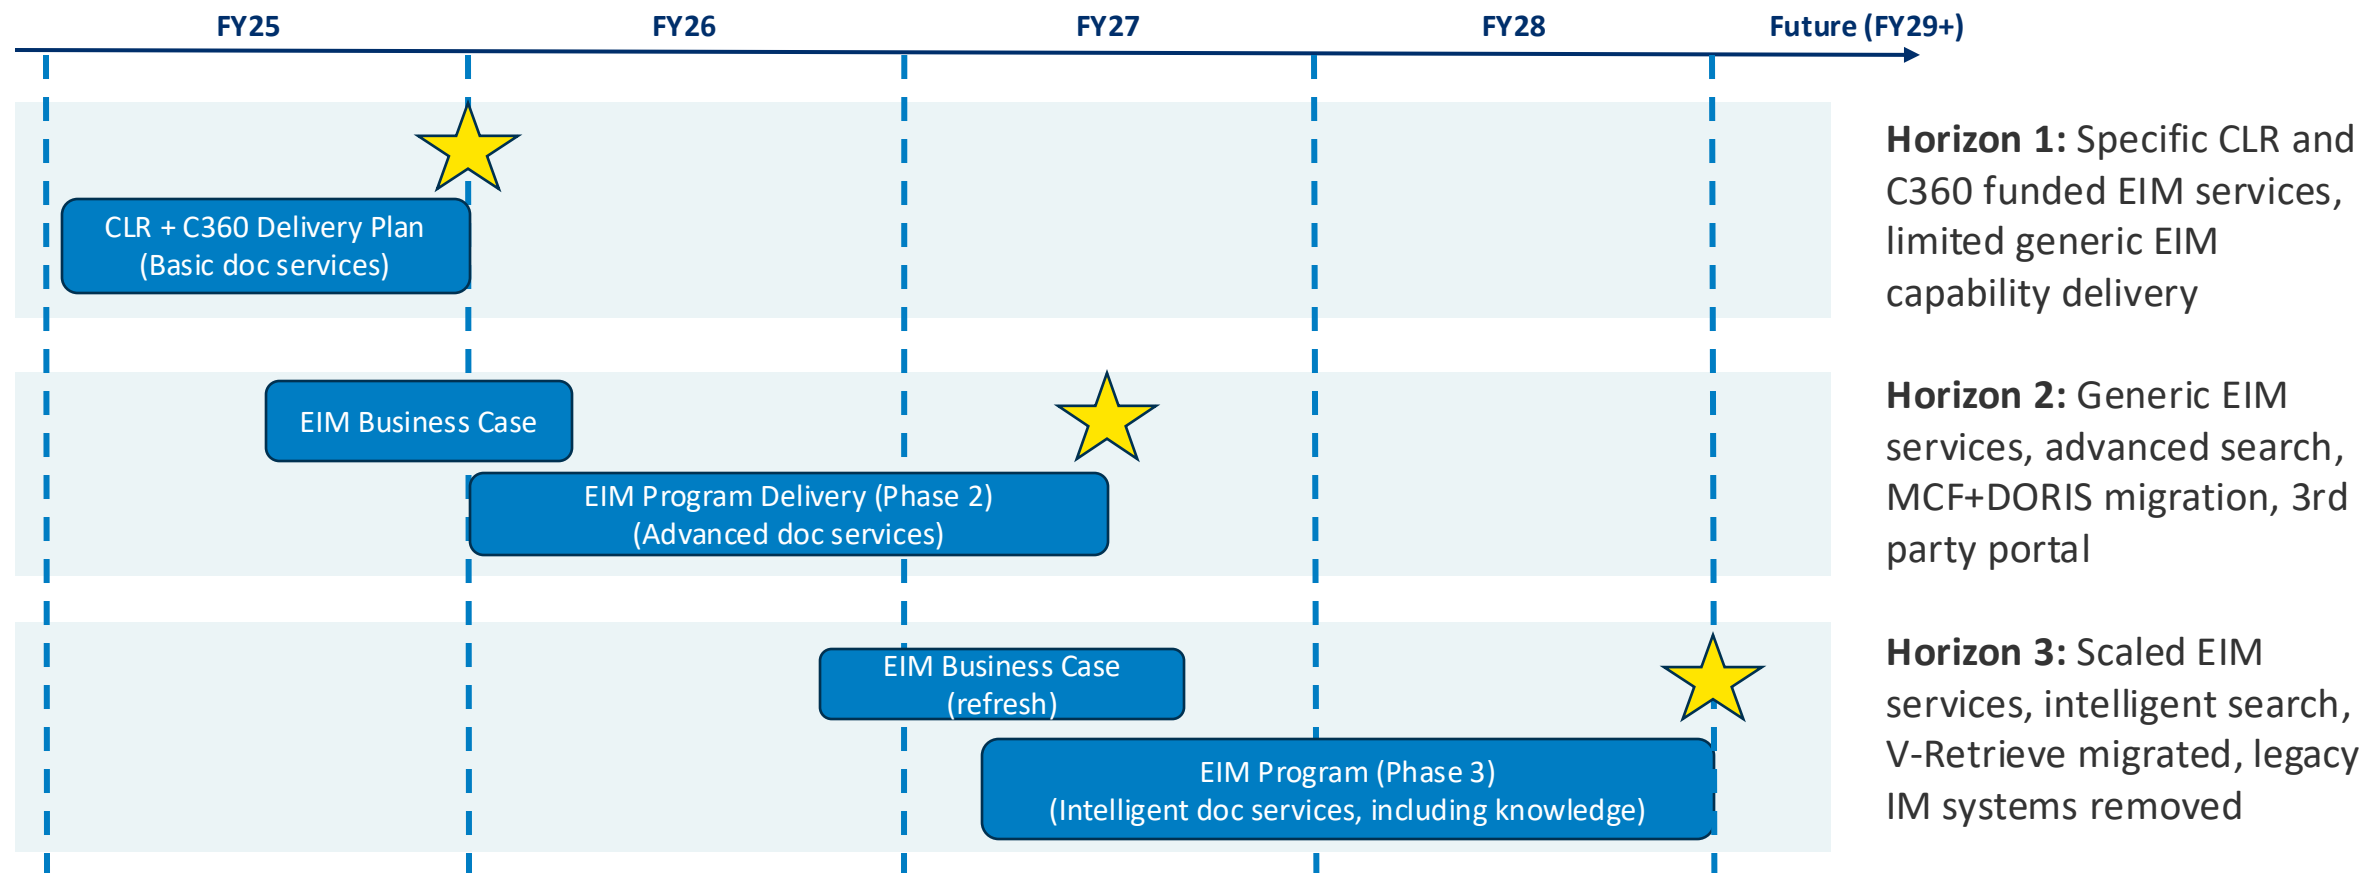 FY25
FY26
FY27
FY28
Future (FY29+)
CLR + C360 Delivery Plan
(Basic doc services)
Horizon 1: Specific CLR and
C360 funded EIM services,
limited generic EIM
capability delivery
EIM Business Case
EIM Program Delivery (Phase 2)
(Advanced doc services)
Horizon 2: Generic EIM
services, advanced search,
MCF+DORIS migration, 3rd
party portal
EIM Business Case
(refresh)
EIM Program (Phase 3)
(Intelligent doc services, including knowledge)
Horizon 3: Scaled EIM
services, intelligent search,
V-Retrieve migrated, legacy
IM systems removed